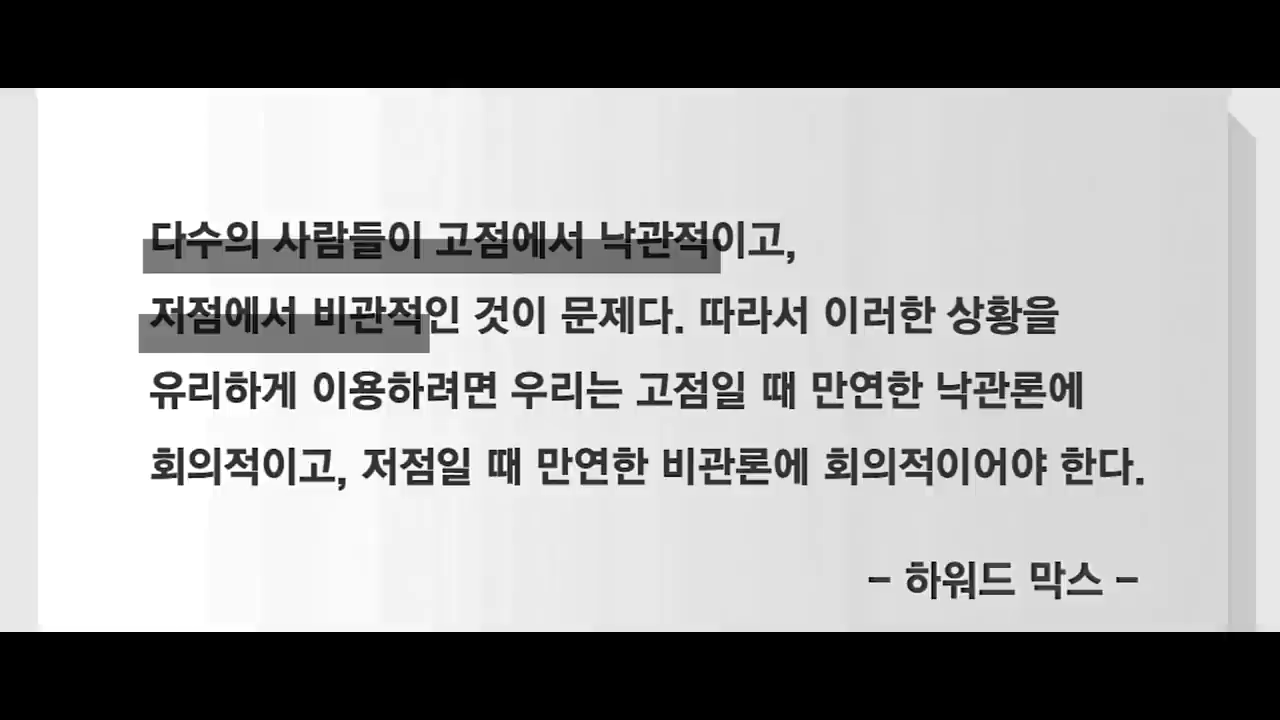 다수의 사람들이 고점에서 낙관적이고,
저점에서 비관적인 것이 문제다. 따라서 이러한 상황을
유리하게 이용하려면 우리는 고점일 때 만연한 낙관론에
회의적이고, 저점일 때 만연한 비관론에 회의적이어야 한다.
- 하워드 막스 -